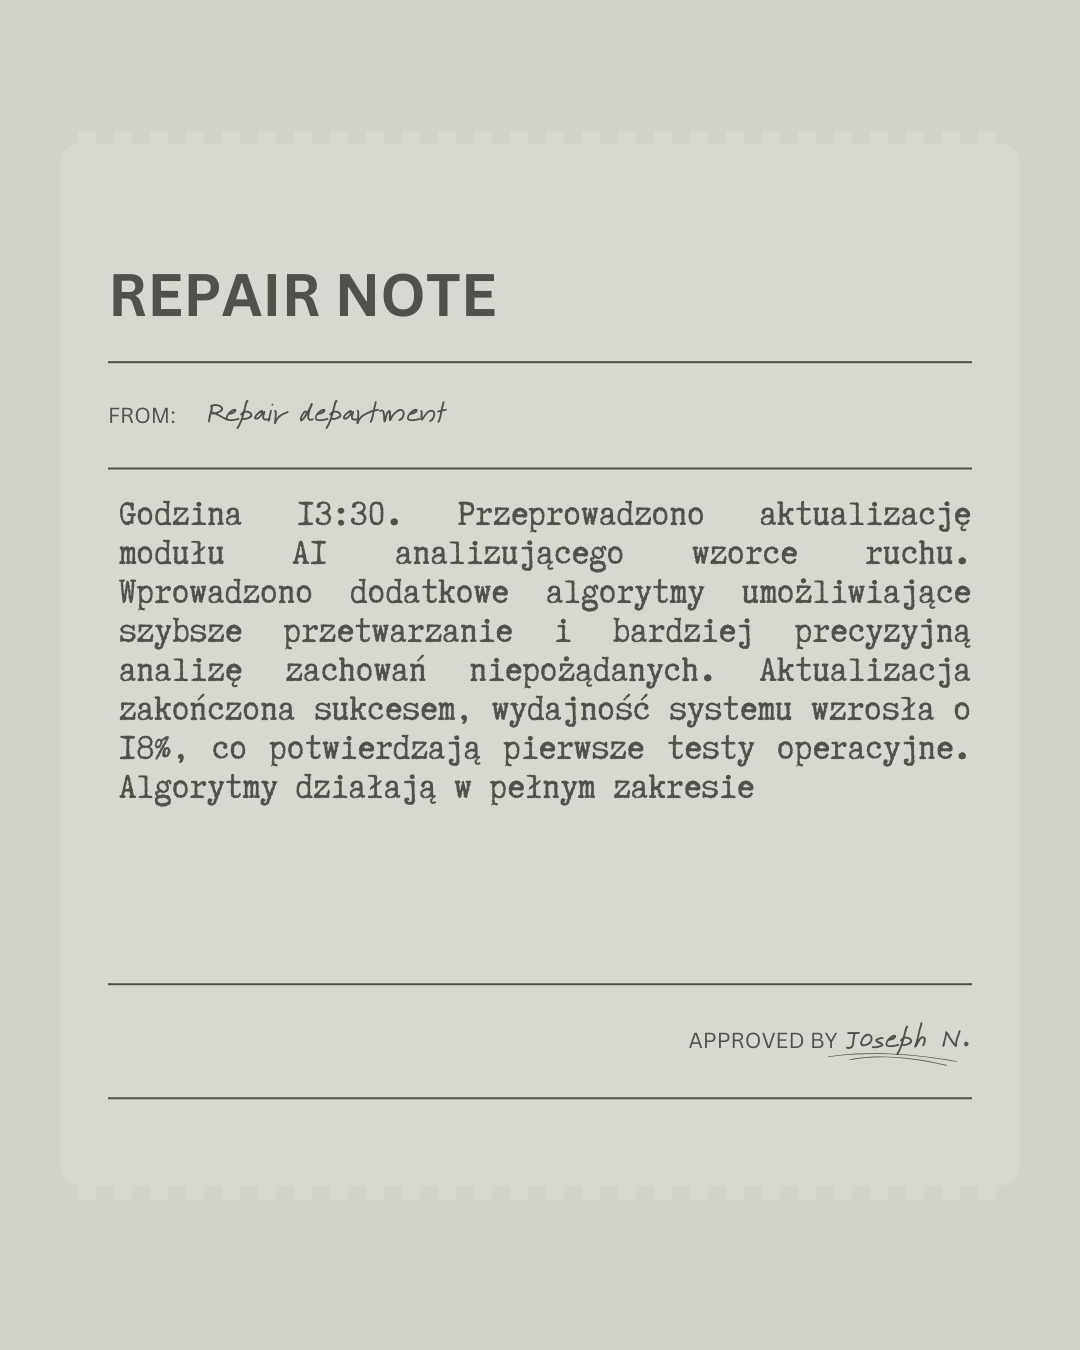 REPAIR NOTE
FROM: Repair department
Godzina 13:30. Przeprowadzono aktualizację
modułu AI analizującego wzorce ruchu.
Wprowadzono dodatkowe algorytmy umożliwiające
szybsze przetwarzanie i bardziej precyzyjną
analizę zachowań niepożądanych. Aktualizacja
zakończona sukcesem, wydajność systemu wzrosła o
18%, co potwierdzają pierwsze testy operacyjne.
Algorytmy działają w pełnym zakresie
APPROVED BY Joseph N.